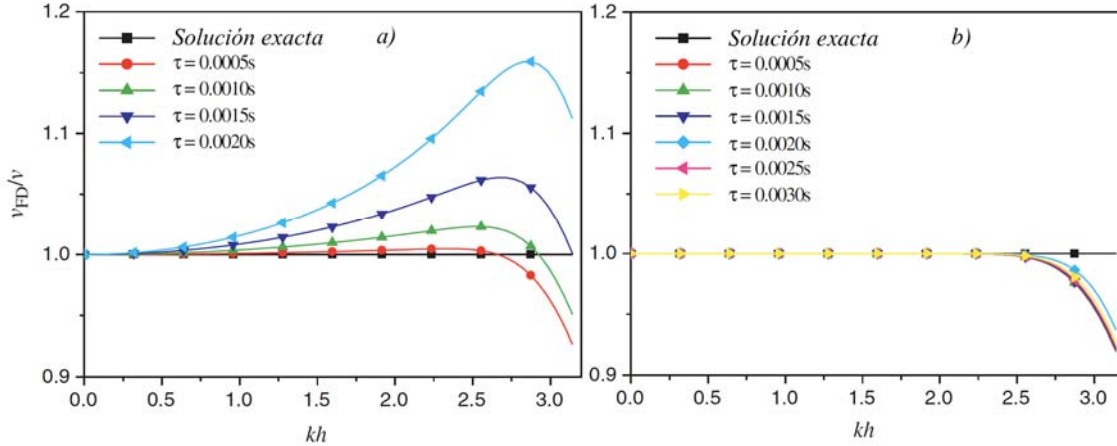 Solución exacta a)
τ = 0.0005s
τ = 0.0010s
τ = 0.0015s
τ = 0.0020s
1.2
1.1
1.0
0.9
v_FD/v
0.0 0.5 1.0 1.5 2.0 2.5 3.0
kh
Solución exacta b)
τ = 0.0005s
τ = 0.0010s
τ = 0.0015s
τ = 0.0020s
τ = 0.0025s
τ = 0.0030s
1.2
1.1
1.0
0.9
0.0 0.5 1.0 1.5 2.0 2.5 3.0
kh